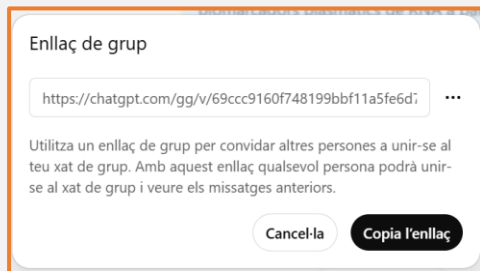 Enllaç de grup
https://chatgpt.com/gg/v/69ccc9160f748199bbf11a5fe6d7
Utilitza un enllaç de grup per convidar altres persones a unir-se al
teu xat de grup. Amb aquest enllaç qualsevol persona podrà unir-
se al xat de grup i veure els missatges anteriors.
Cancel·la
Copia l'enllaç